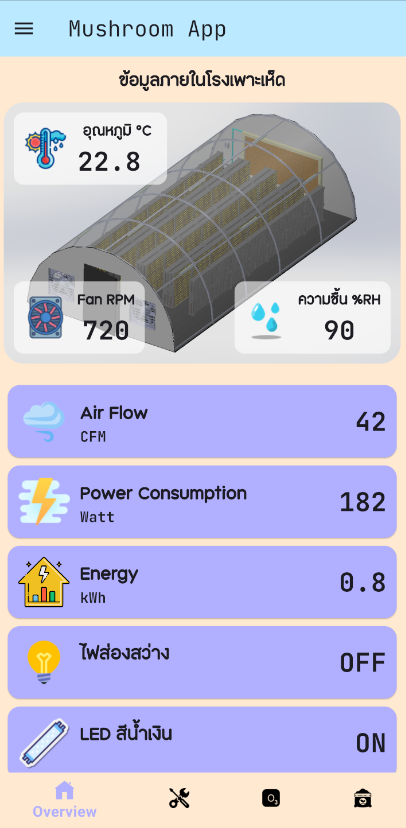 Mushroom App
ข้อมูลภายในโรงเพาะเห็ด
อุณหภูมิ °C
22.8
Fan RPM
720
ความชื้น %RH
90
Air Flow
CFM
42
Power Consumption
Watt
182
Energy
kWh
0.8
ไฟส่องสว่าง
OFF
LED สีน้ำเงิน
ON
Overview
O₃